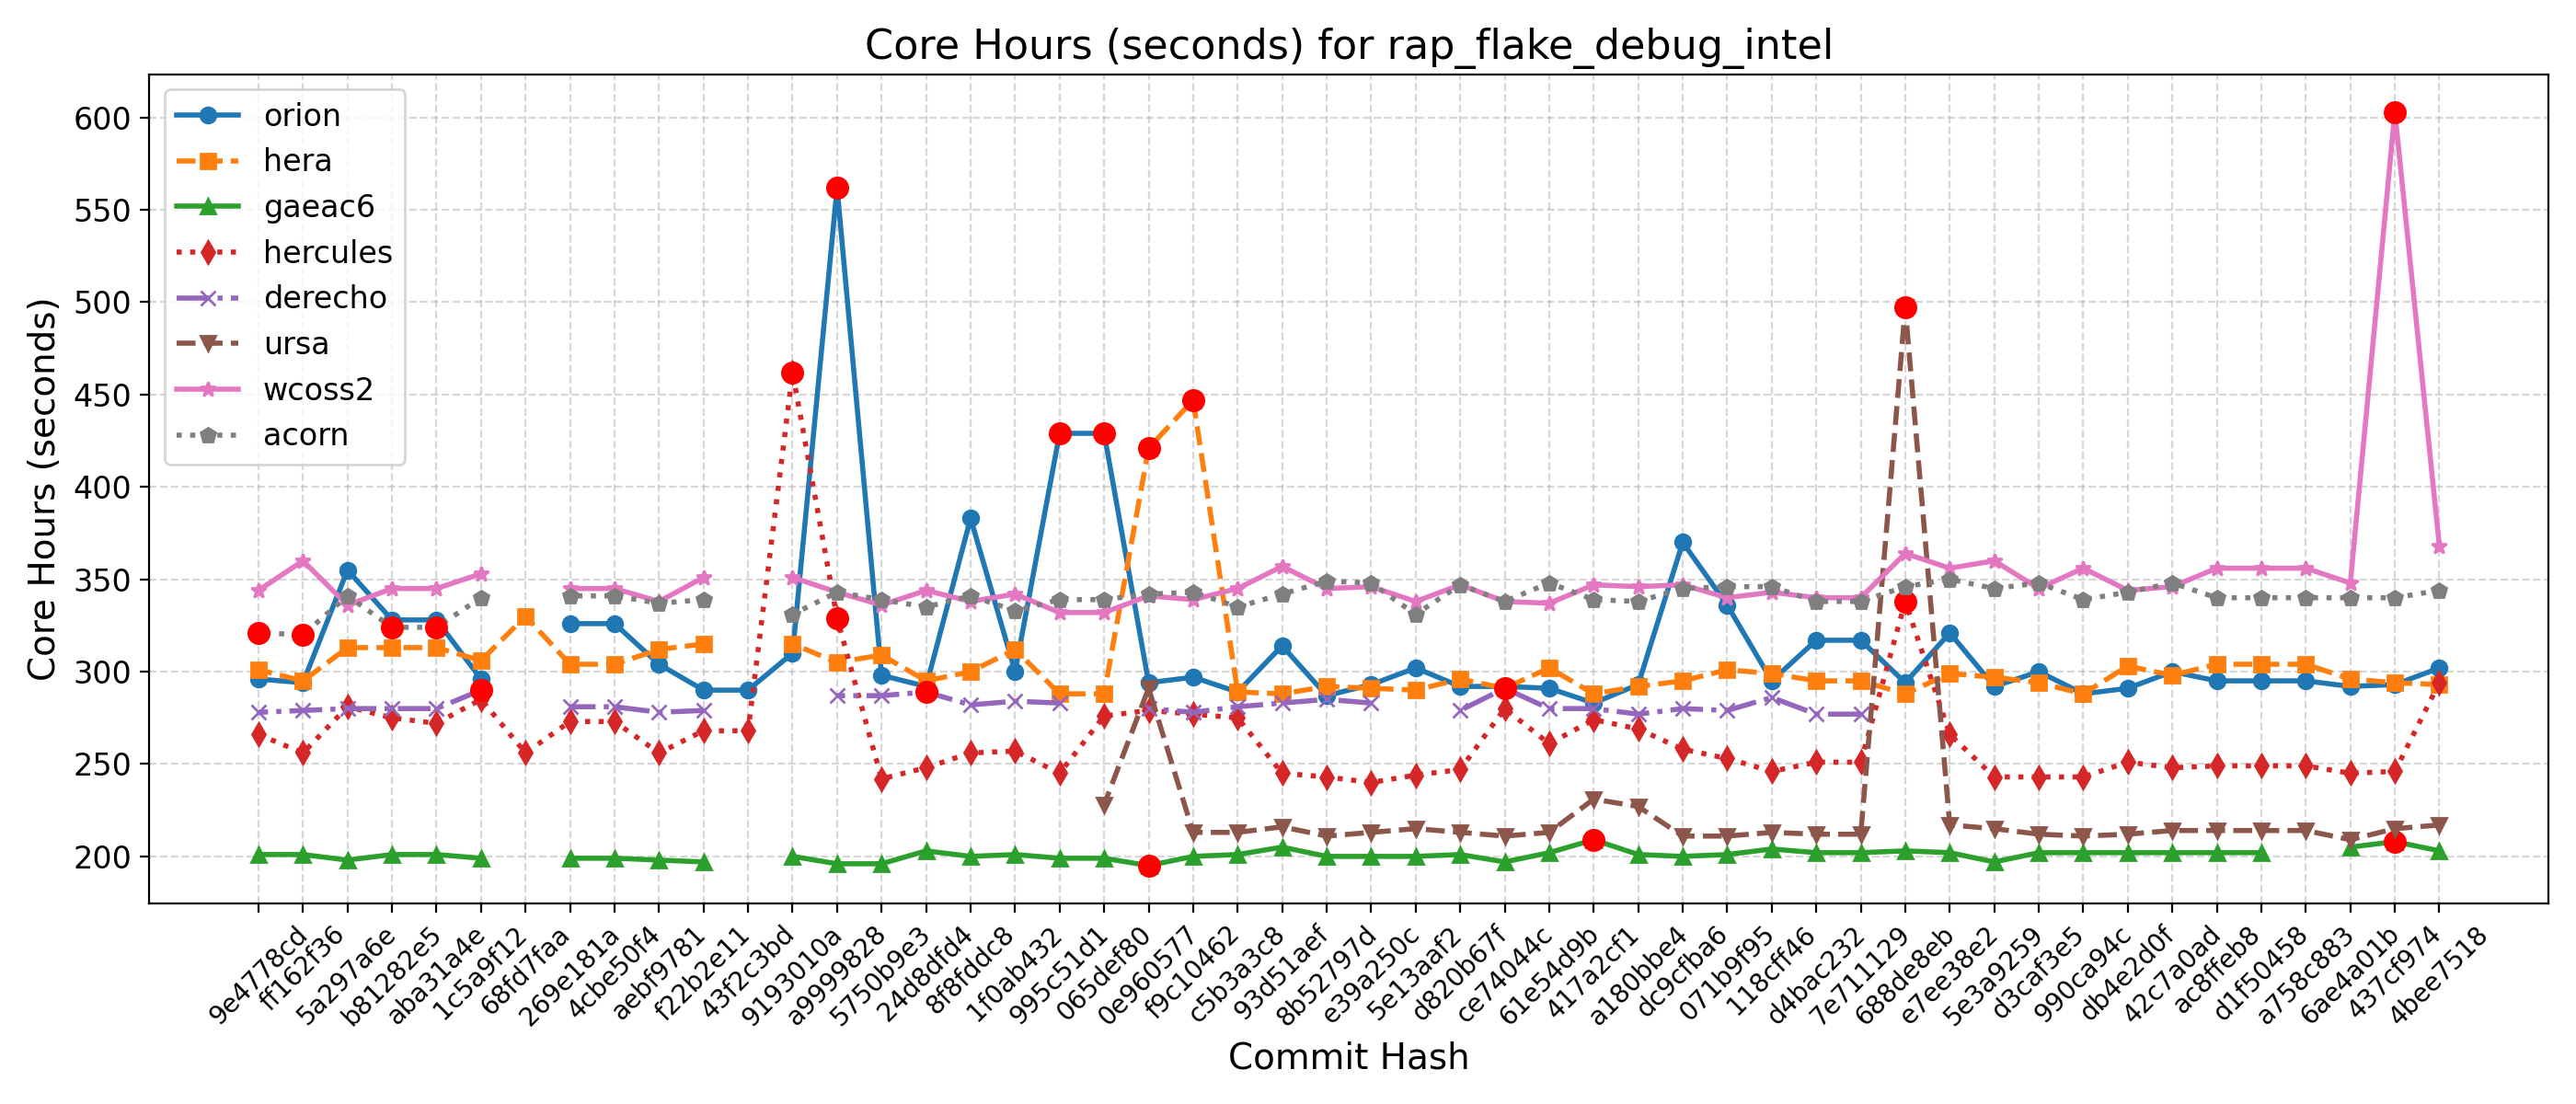 Core Hours (seconds) for rap_flake_debug_intel
Core Hours (seconds)
600
550
500
450
400
350
300
250
200
orion
hera
gaeac6
hercules
derecho
ursa
wcoss2
acorn
9e4778cd
ff162f36
5a297a6e
b81282e5
aba31a4e
1c5a9f12
68fd7faa
269e181a
4cbe50f4
aebf9781
f22b2e11
43f2c3bd
9193010a
a9999828
5750b9e3
24d8dfd4
8f8fddc8
1f0ab432
995c51d1
065def80
0e960577
f9c10462
c5b3a3c8
93d51aef
8b52797d
e39a250c
5e13aaf2
d820b67f
ce74044c
61e54d9b
417a2cf1
a180bbe4
dc9cfba6
071b9f95
118cff46
d4bac232
7e711129
688de8eb
e7ee38e2
5e3a9259
d3caf3e5
990ca94c
db4e2d0f
42c7a0ad
ac8ffeb8
d1f50458
a758c883
6ae4a01b
437cf974
4bee7518
Commit Hash